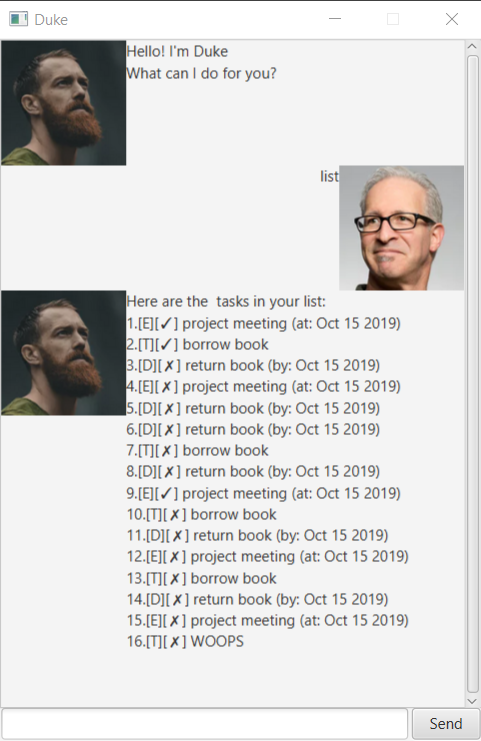 Duke
Hello! I'm Duke
What can I do for you?
list
Here are the  tasks in your list:
1.[E][✓] project meeting (at: Oct 15 2019)
2.[T][✓] borrow book
3.[D][✗] return book (by: Oct 15 2019)
4.[E][✗] project meeting (at: Oct 15 2019)
5.[D][✗] return book (by: Oct 15 2019)
6.[D][✗] return book (by: Oct 15 2019)
7.[T][✗] borrow book
8.[D][✗] return book (by: Oct 15 2019)
9.[E][✓] project meeting (at: Oct 15 2019)
10.[T][✗] borrow book
11.[D][✗] return book (by: Oct 15 2019)
12.[E][✗] project meeting (at: Oct 15 2019)
13.[T][✗] borrow book
14.[D][✗] return book (by: Oct 15 2019)
15.[E][✗] project meeting (at: Oct 15 2019)
16.[T][✗] WOOPS
Send